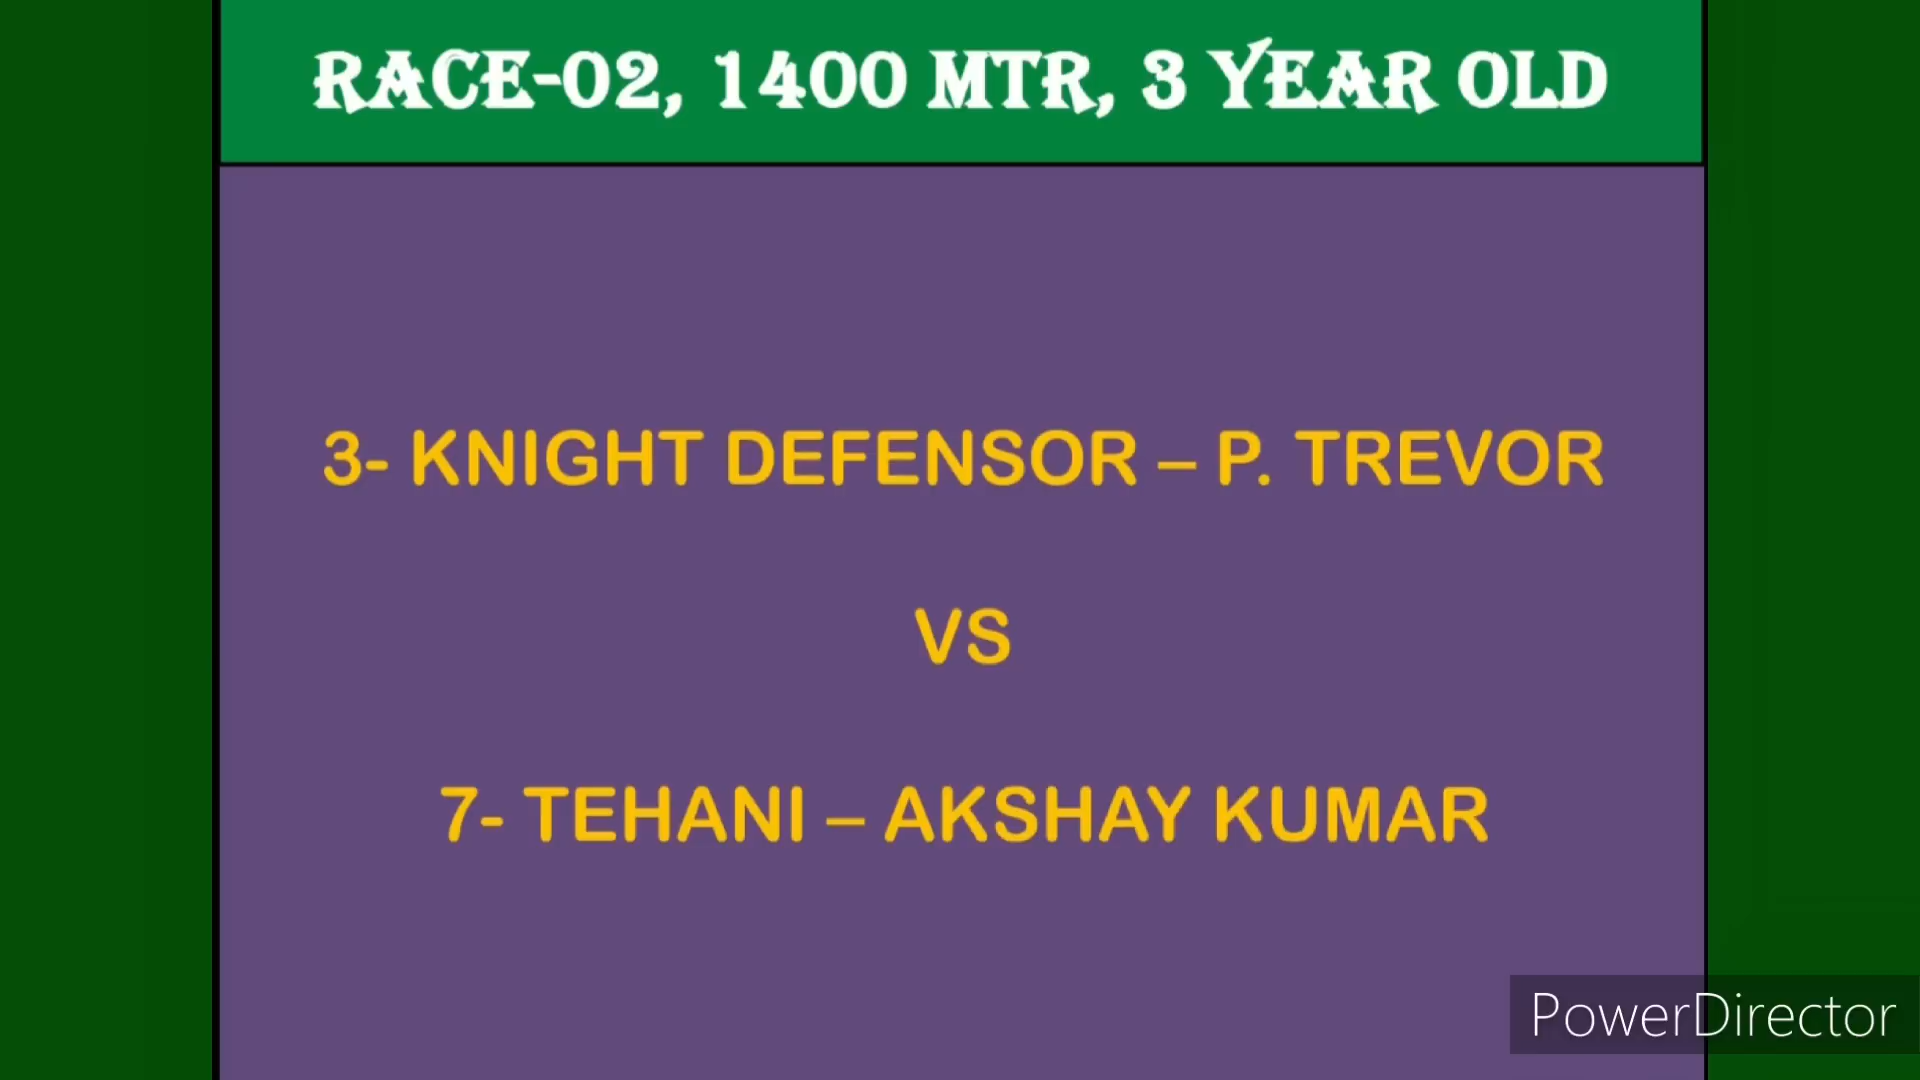 RACE-02, 1400 MTR, 3 YEAR OLD
3- KNIGHT DEFENSOR – P. TREVOR
VS
7- TEHANI – AKSHAY KUMAR
PowerDirector